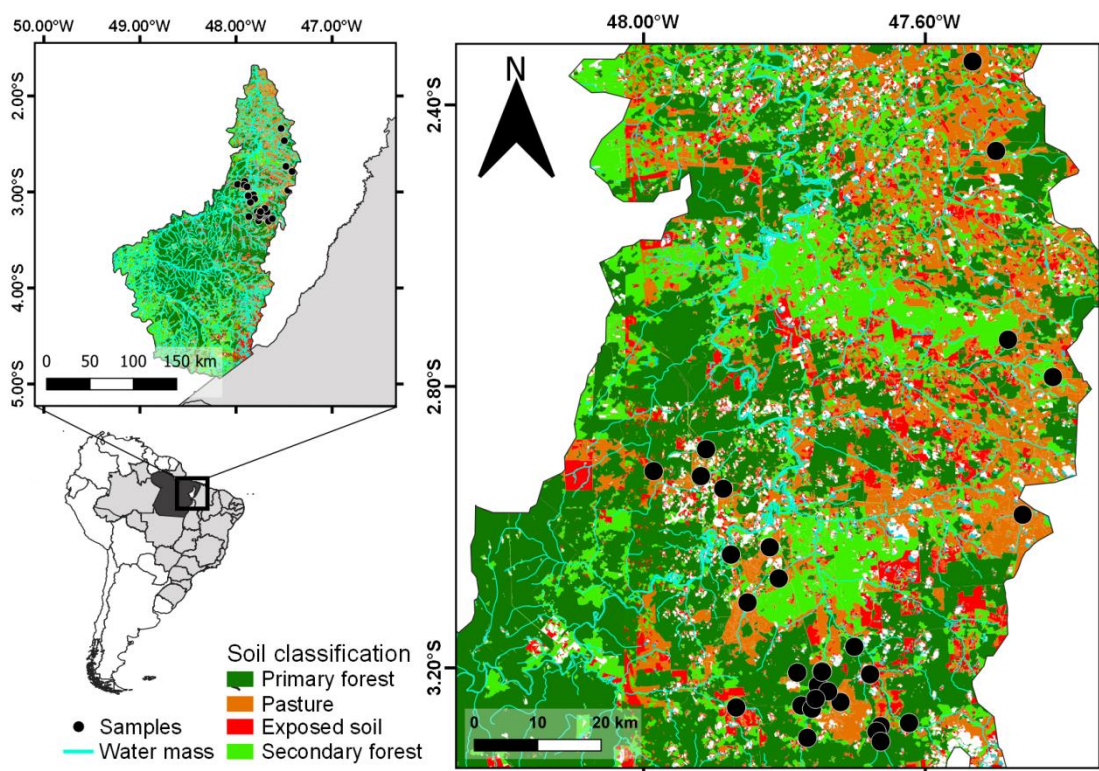 50.00°W 49.00°W 48.00°W 47.00°W
2.00°S
3.00°S
4.00°S
5.00°S
0 50 100 150 km
Soil classification
Primary forest
Pasture
Exposed soil
Secondary forest
Samples
Water mass
48.00°W 47.60°W
N
2.40°S
2.80°S
3.20°S
0 10 20 km